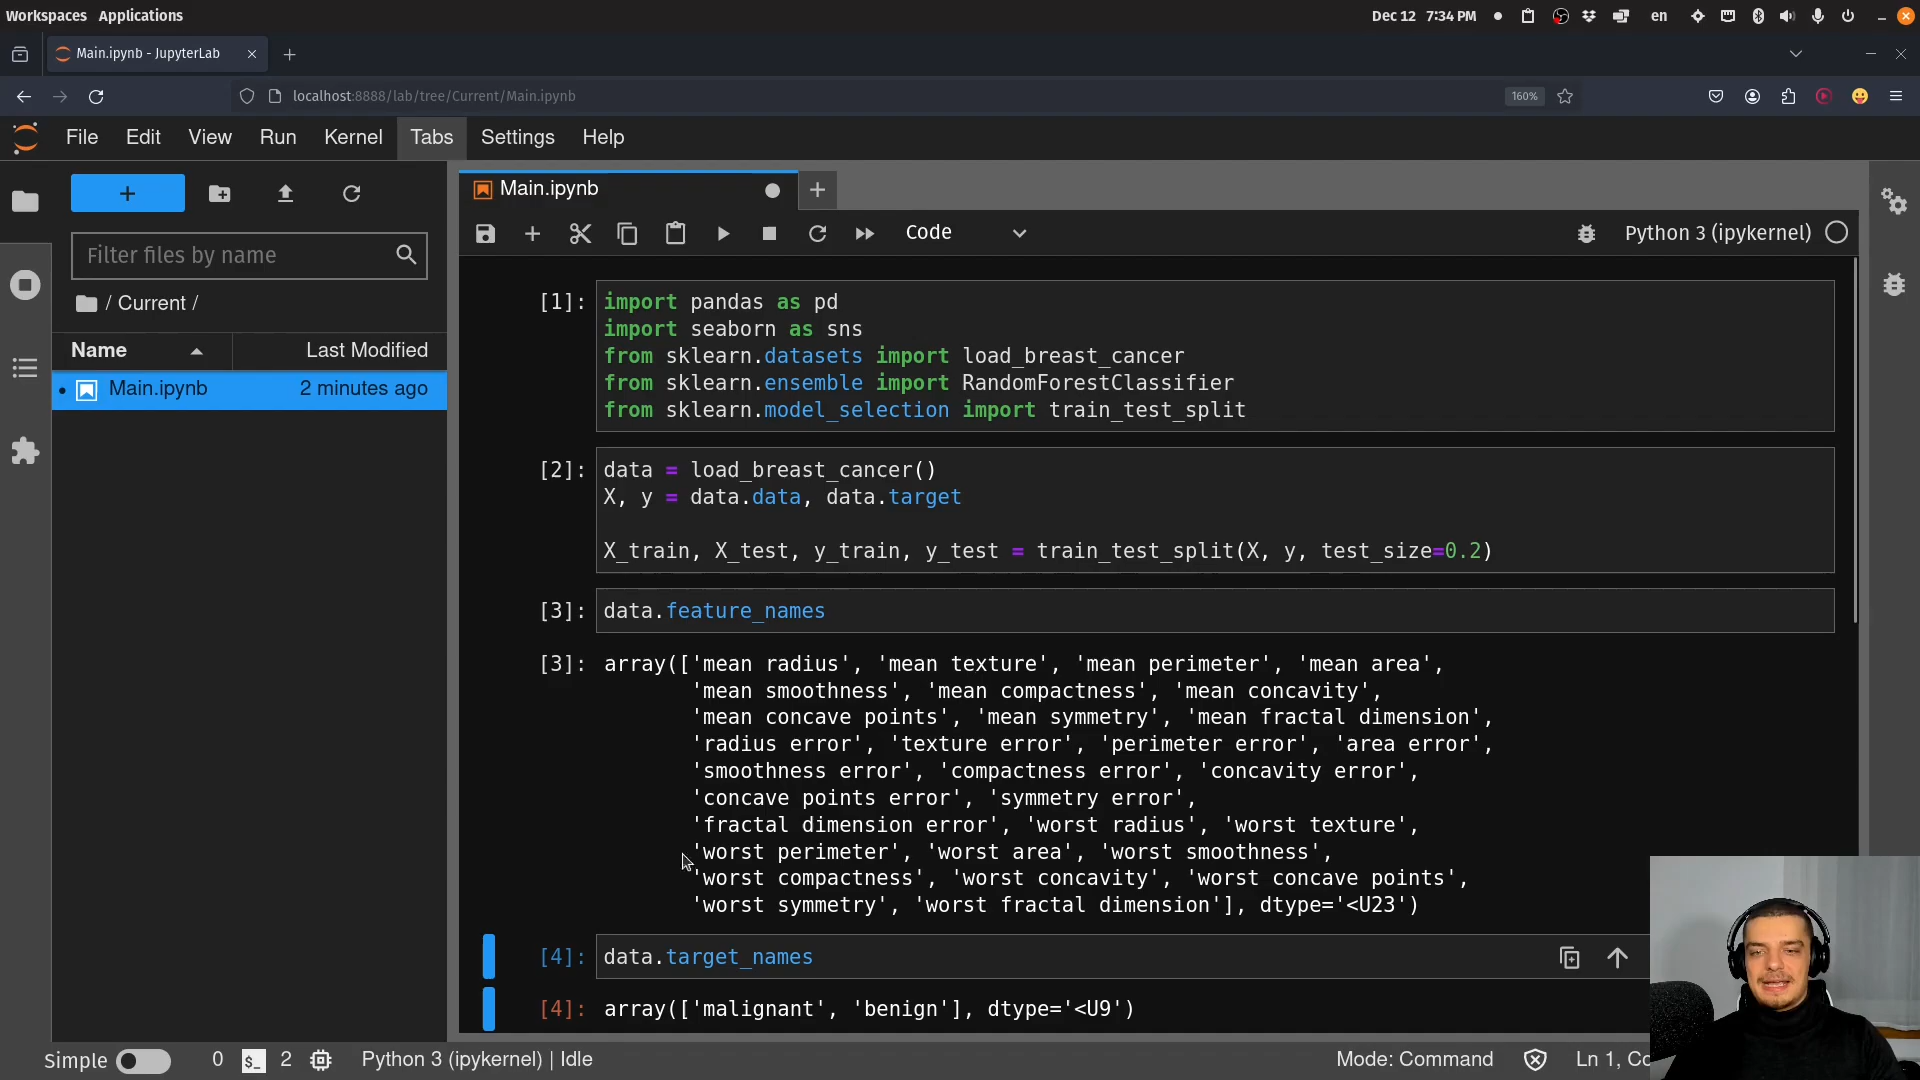 Workspaces Applications
Dec 12 7:34 PM
en
Main.ipynb - JupyterLab
localhost:8888/lab/tree/Current/Main.ipynb
160%
File Edit View Run Kernel Tabs Settings Help
Main.ipynb
Filter files by name
/ Current /
Name Last Modified
Main.ipynb 2 minutes ago
Code
Python 3 (ipykernel)
[1]: import pandas as pd
import seaborn as sns
from sklearn.datasets import load_breast_cancer
from sklearn.ensemble import RandomForestClassifier
from sklearn.model_selection import train_test_split
[2]: data = load_breast_cancer()
X, y = data.data, data.target
X_train, X_test, y_train, y_test = train_test_split(X, y, test_size=0.2)
[3]: data.feature_names
[3]: array(['mean radius', 'mean texture', 'mean perimeter', 'mean area',
'mean smoothness', 'mean compactness', 'mean concavity',
'mean concave points', 'mean symmetry', 'mean fractal dimension',
'radius error', 'texture error', 'perimeter error', 'area error',
'smoothness error', 'compactness error', 'concavity error',
'concave points error', 'symmetry error',
'fractal dimension error', 'worst radius', 'worst texture',
'worst perimeter', 'worst area', 'worst smoothness',
'worst compactness', 'worst concavity', 'worst concave points',
'worst symmetry', 'worst fractal dimension'], dtype='<U23')
[4]: data.target_names
[4]: array(['malignant', 'benign'], dtype='<U9')
Simple 0 $_ 2 Python 3 (ipykernel) | Idle
Mode: Command Ln 1, Co